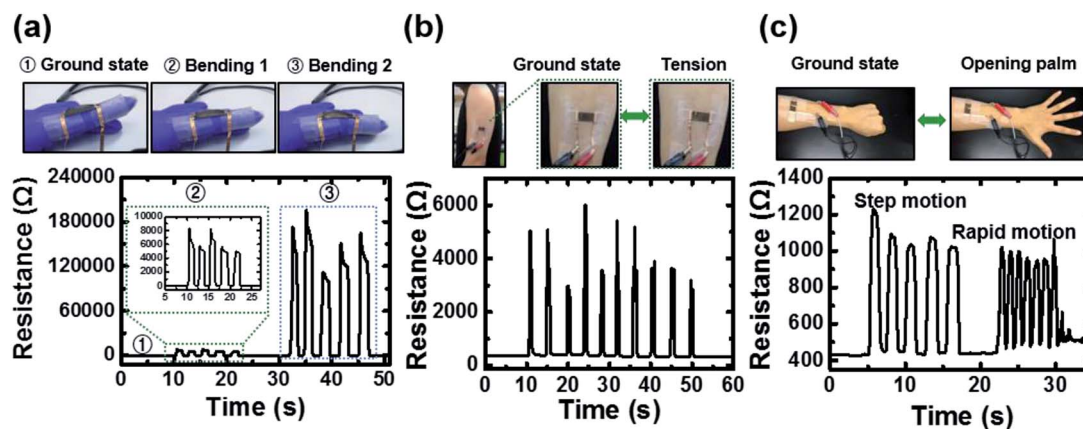 (a)
① Ground state ② Bending 1 ③ Bending 2
240000
180000
120000
60000
0
Resistance (Ω)
②
③
①
10000
8000
6000
4000
2000
0
5 10 15 20 25
0 10 20 30 40 50
Time (s)
(b)
Ground state Tension
6000
4000
2000
0
Resistance (Ω)
0 10 20 30 40 50 60
Time (s)
(c)
Ground state Opening palm
1400
1200
1000
800
600
400
Resistance (Ω)
Step motion
Rapid motion
0 10 20 30
Time (s)